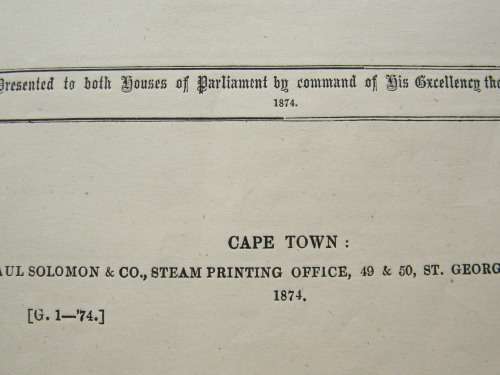 Presented to both Houses of Parliament by command of His Excellency the
1874.
CAPE TOWN:
AUL SOLOMON & CO., STEAM PRINTING OFFICE, 49 & 50, ST. GEORG
1874.
[G. 1—'74.]